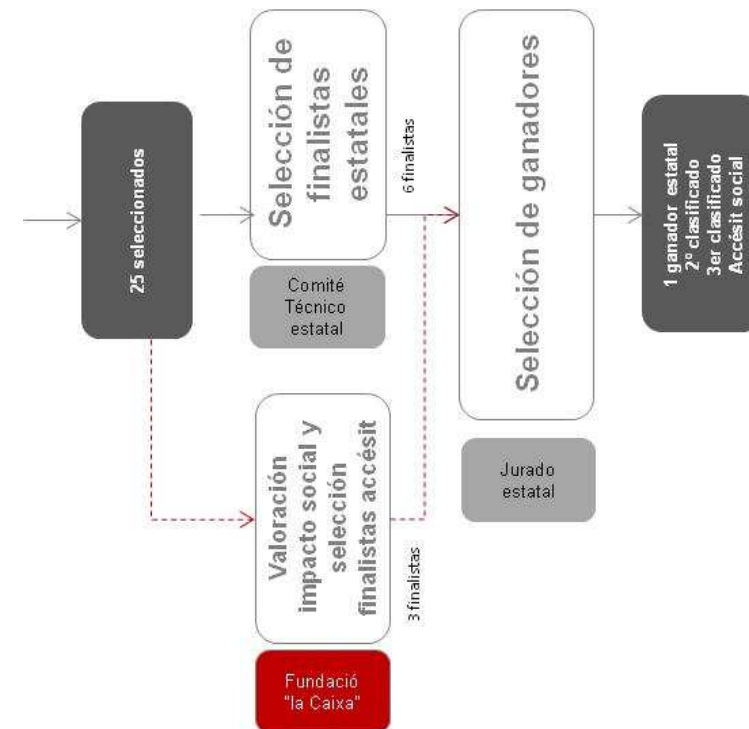 25 seleccionados
Selección de
finalistas
estatales
Comité
Técnico
estatal
6 finalistas
Valoración
impacto social y
selección
finalistas accésit
Fundació
"la Caixa"
3 finalistas
Selección de ganadores
Jurado
estatal
1 ganador estatal
2º clasificado
3er clasificado
Accésit social